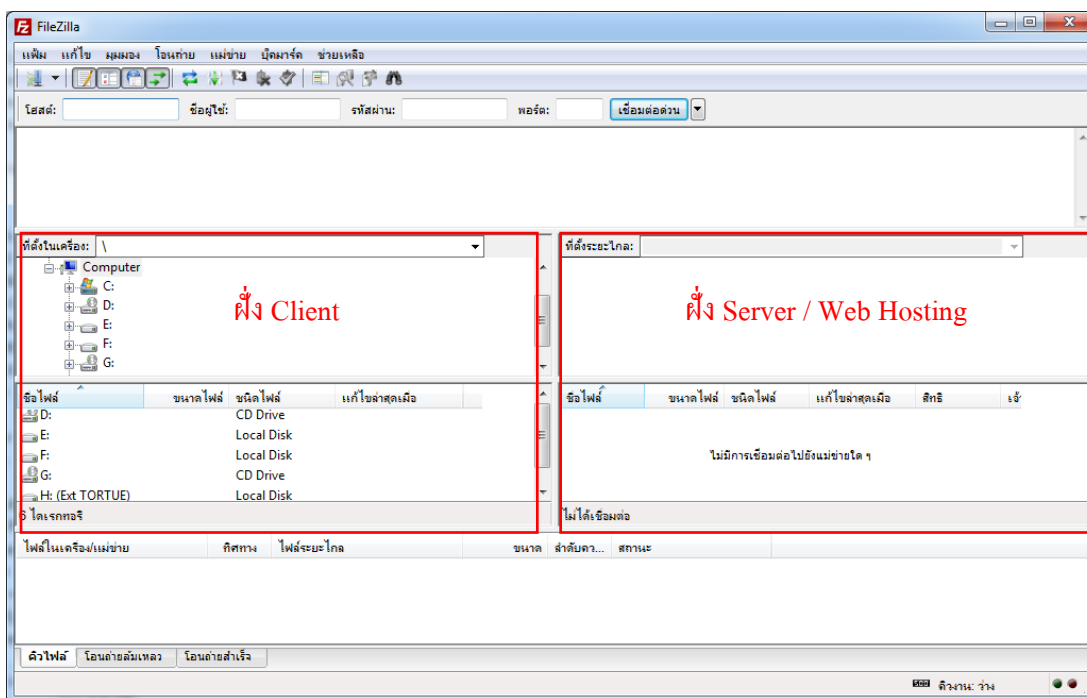 FileZilla
แฟ้ม แก้ไข มุมมอง โอนถ่าย แม่ข่าย บุ๊คมาร์ค ช่วยเหลือ
โฮสต์: ชื่อผู้ใช้: รหัสผ่าน: พอร์ต: เชื่อมต่อด่วน
ที่ตั้งในเครื่อง: \ ที่ตั้งระยะไกล:
Computer
C:
D:
E:
F:
G:
ฝั่ง Client
ฝั่ง Server / Web Hosting
ชื่อไฟล์ ขนาดไฟล์ ชนิดไฟล์ แก้ไขล่าสุดเมื่อ
D: CD Drive
E: Local Disk
F: Local Disk
G: CD Drive
H: (Ext TORTUE) Local Disk
6 ไดเรกทอรี
ชื่อไฟล์ ขนาดไฟล์ ชนิดไฟล์ แก้ไขล่าสุดเมื่อ สิทธิ เจ้า
ไม่มีการเชื่อมต่อไปยังแม่ข่ายใด ๆ
ไม่ได้เชื่อมต่อ
ไฟล์ในเครื่อง/แม่ข่าย ทิศทาง ไฟล์ระยะไกล ขนาด ลำดับคว... สถานะ
คิวไฟล์ โอนถ่ายล้มเหลว โอนถ่ายสำเร็จ
คิวงาน: ว่าง